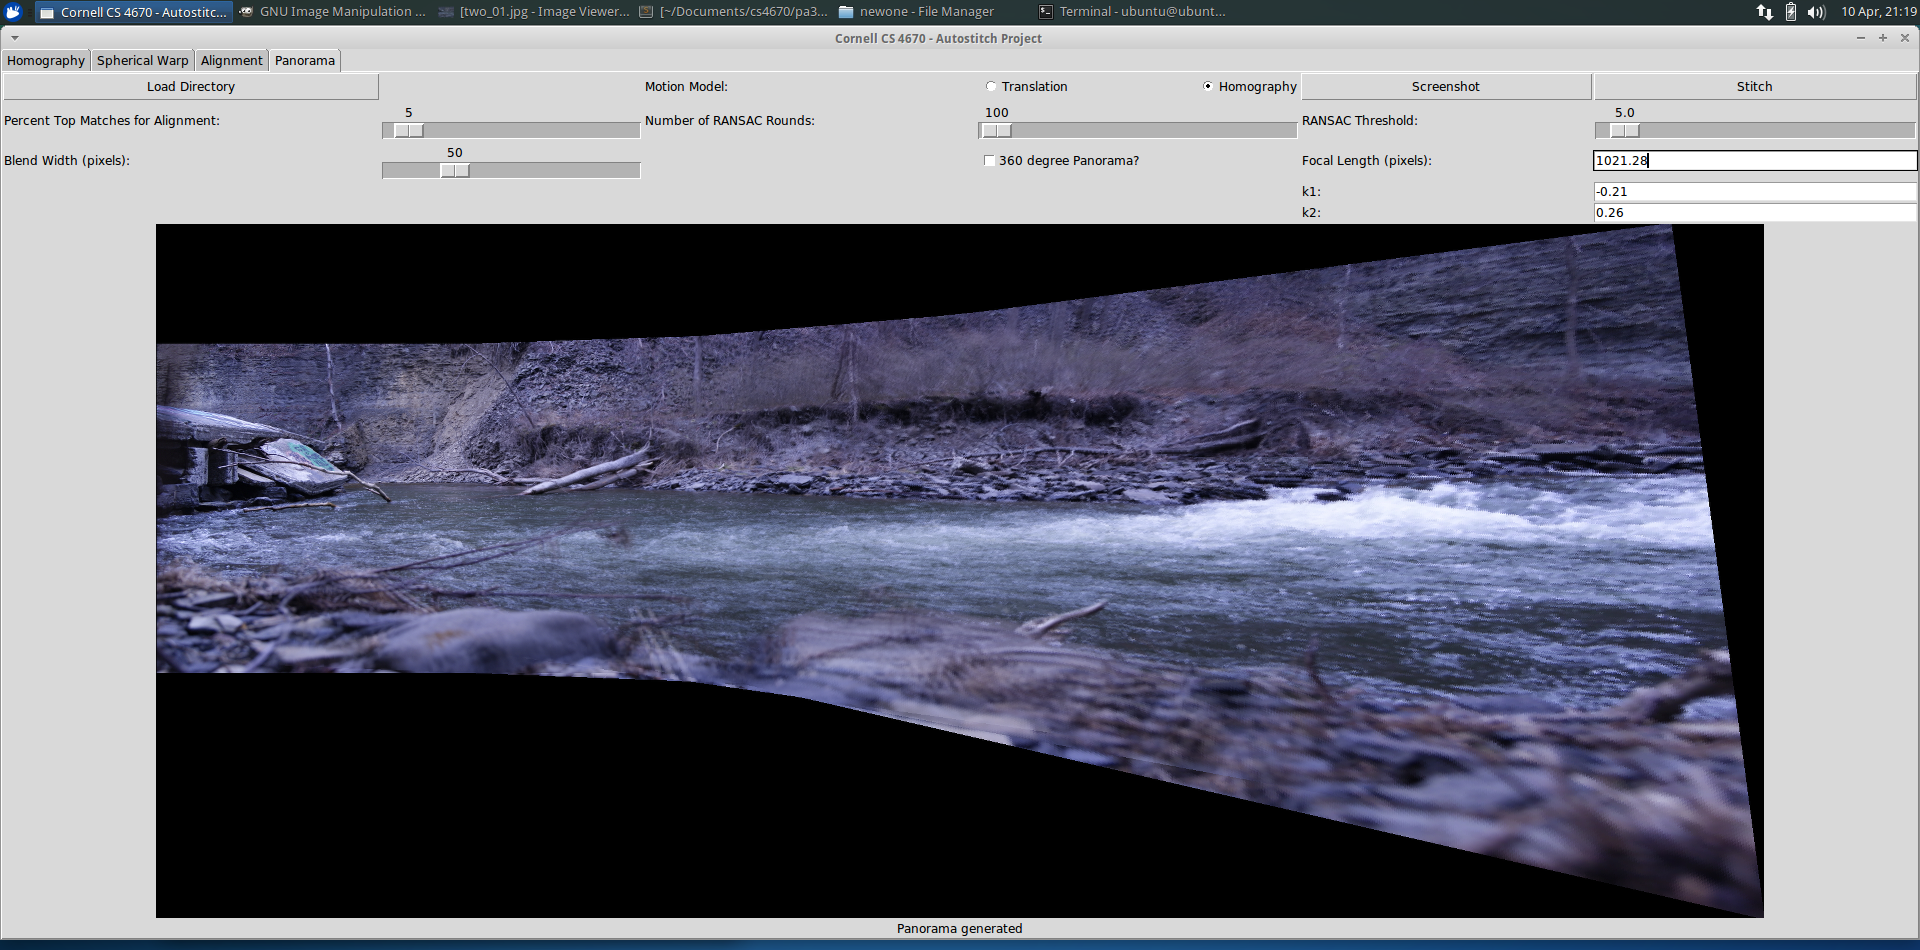 Cornell CS 4670 - Autostitc... GNU Image Manipulation ... [two_01.jpg - Image Viewer... [~/Documents/cs4670/pa3... newone - File Manager Terminal - ubuntu@ubunt... 10 Apr, 21:19
Cornell CS 4670 - Autostitch Project
Homography Spherical Warp Alignment Panorama
Load Directory Motion Model: Translation Homography Screenshot Stitch
5 100 5.0
Percent Top Matches for Alignment: Number of RANSAC Rounds: RANSAC Threshold:
50
Blend Width (pixels): 360 degree Panorama? Focal Length (pixels): 1021.28
k1: -0.21
k2: 0.26
Panorama generated